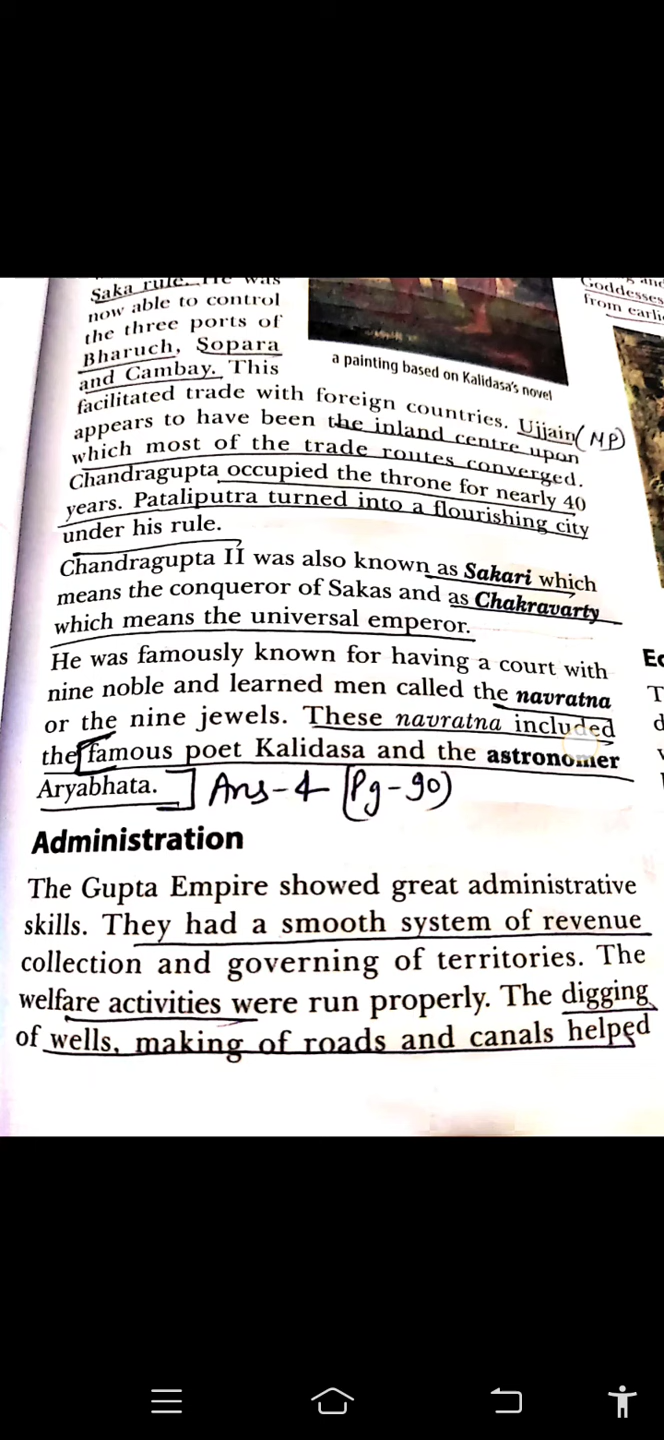 Saka rule. He was
now able to control
the three ports of
Bharuch, Sopara
and Cambay. This
a painting based on Kalidasa's novel
facilitated trade with foreign countries. Ujjain (MP)
appears to have been the inland centre upon
which most of the trade routes converged.
Chandragupta occupied the throne for nearly 40
years. Pataliputra turned into a flourishing city
under his rule.
Chandragupta II was also known as Sakari which
means the conqueror of Sakas and as Chakravarty
which means the universal emperor.
He was famously known for having a court with
nine noble and learned men called the navratna
or the nine jewels. These navratna included
the famous poet Kalidasa and the astronomer
Aryabhata. Ans-4 (Pg-90)
Administration
The Gupta Empire showed great administrative
skills. They had a smooth system of revenue
collection and governing of territories. The
welfare activities were run properly. The digging
of wells, making of roads and canals helped
Goddesses